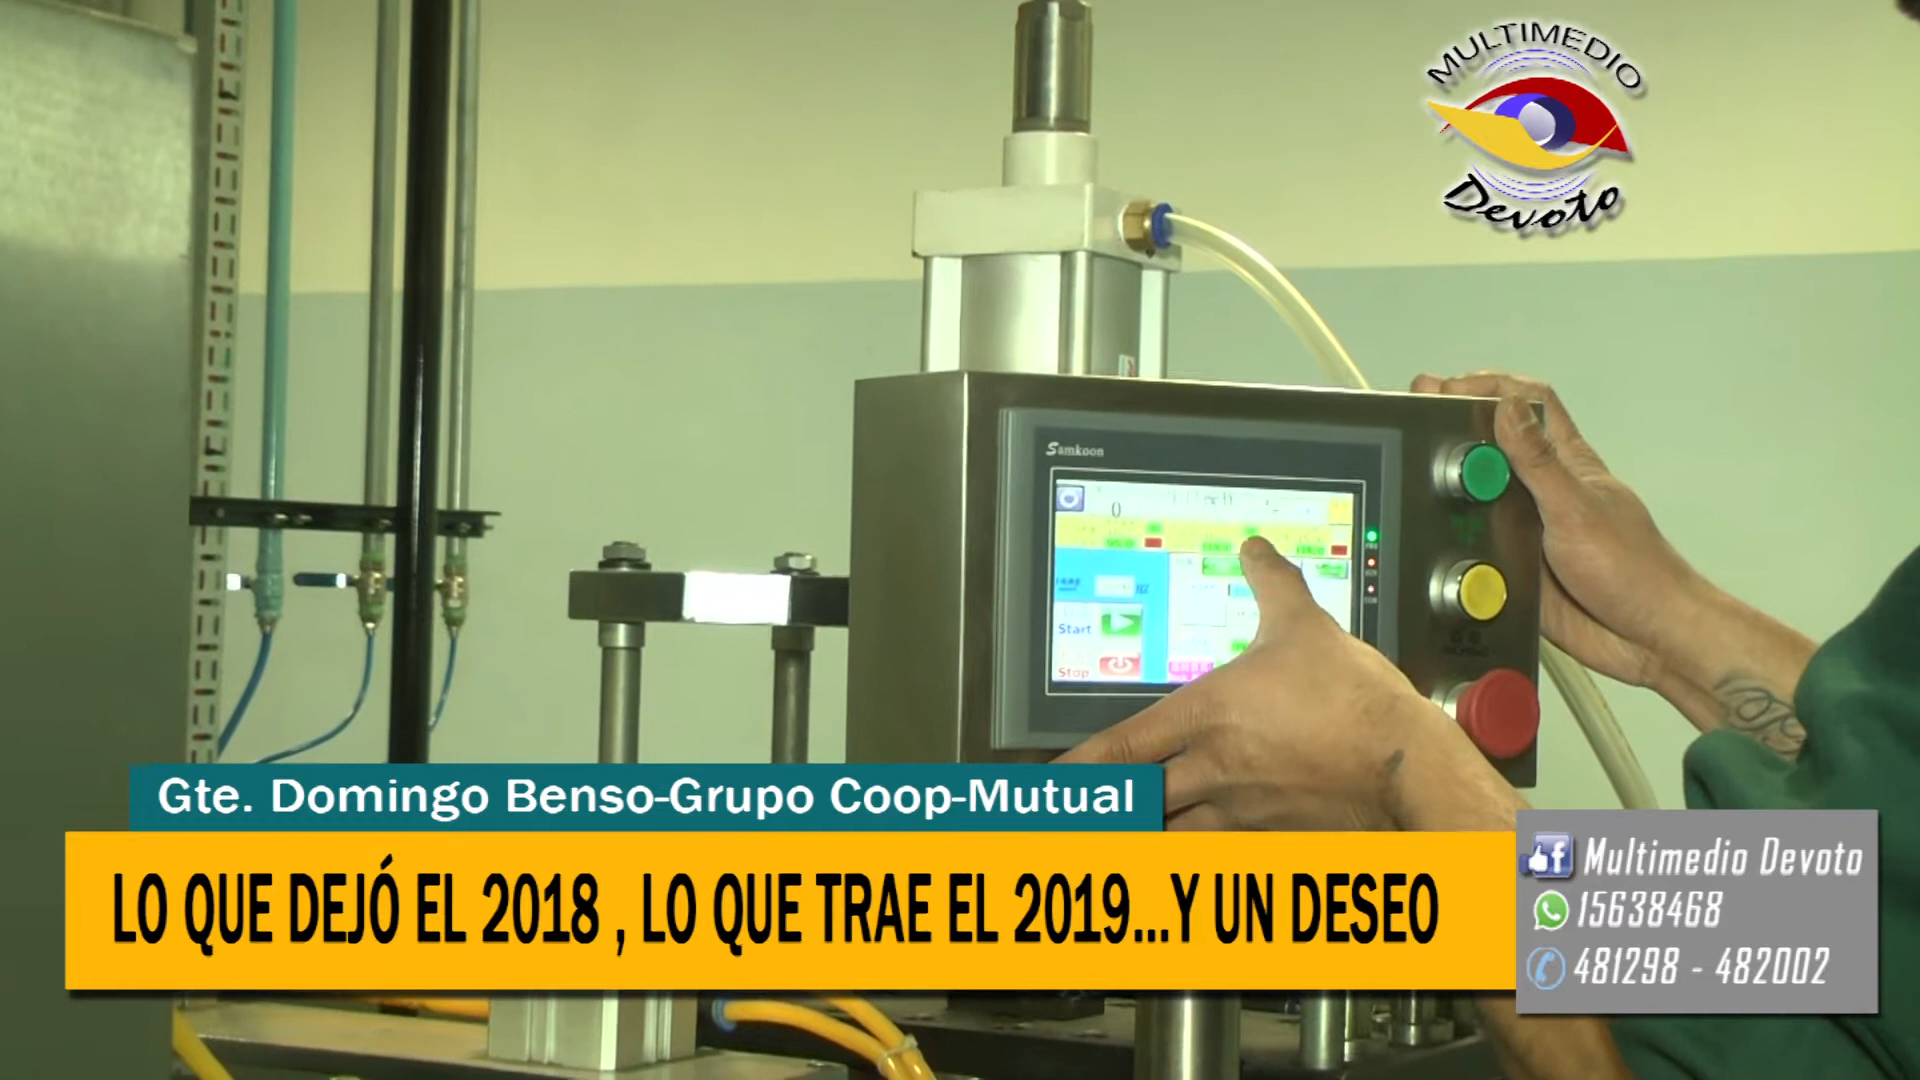 MULTIMEDIO
Devoto
Samkoon
0
Start
Stop
Gte. Domingo Benso-Grupo Coop-Mutual
LO QUE DEJÓ EL 2018 , LO QUE TRAE EL 2019...Y UN DESEO
Multimedio Devoto
15638468
481298 - 482002